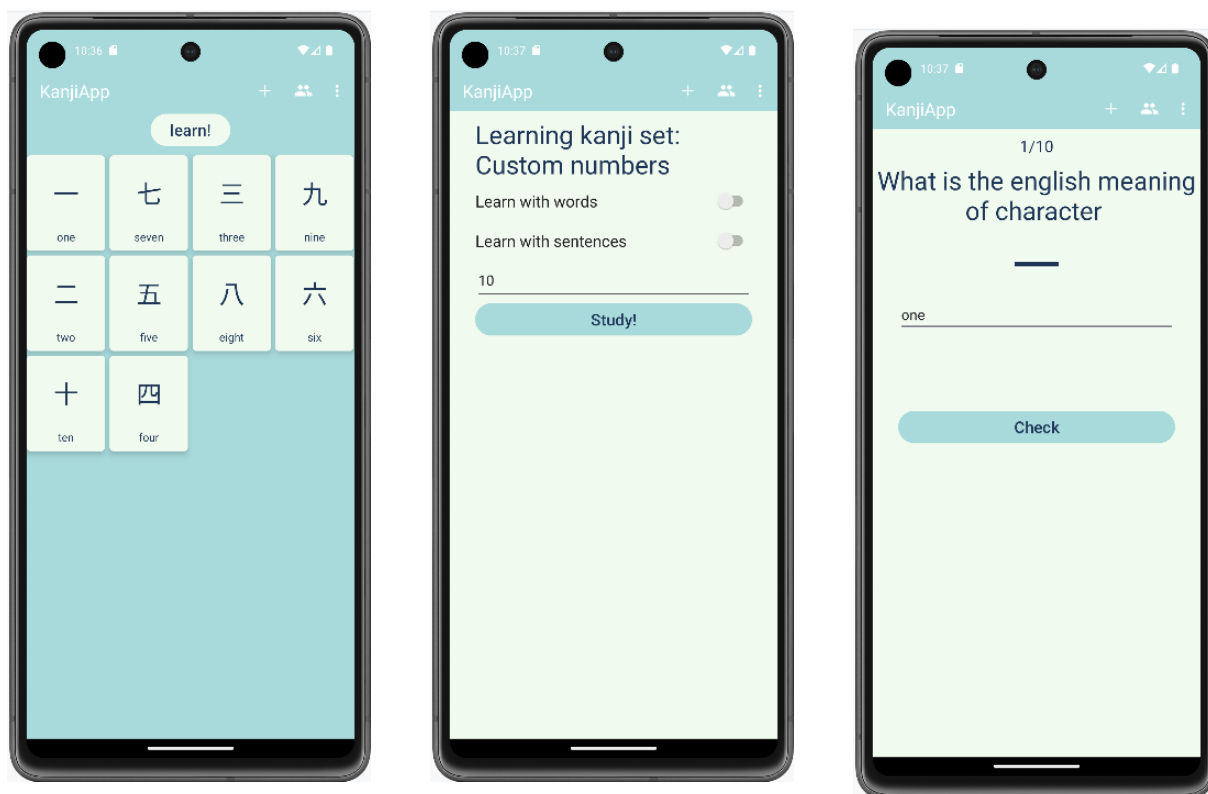 10:36
KanjiApp
learn!
一 七 三 九
one seven three nine
二 五 八 六
two five eight six
十 四
ten four
10:37
KanjiApp
Learning kanji set:
Custom numbers
Learn with words
Learn with sentences
10
Study!
10:37
KanjiApp
1/10
What is the english meaning
of character
一
one
Check